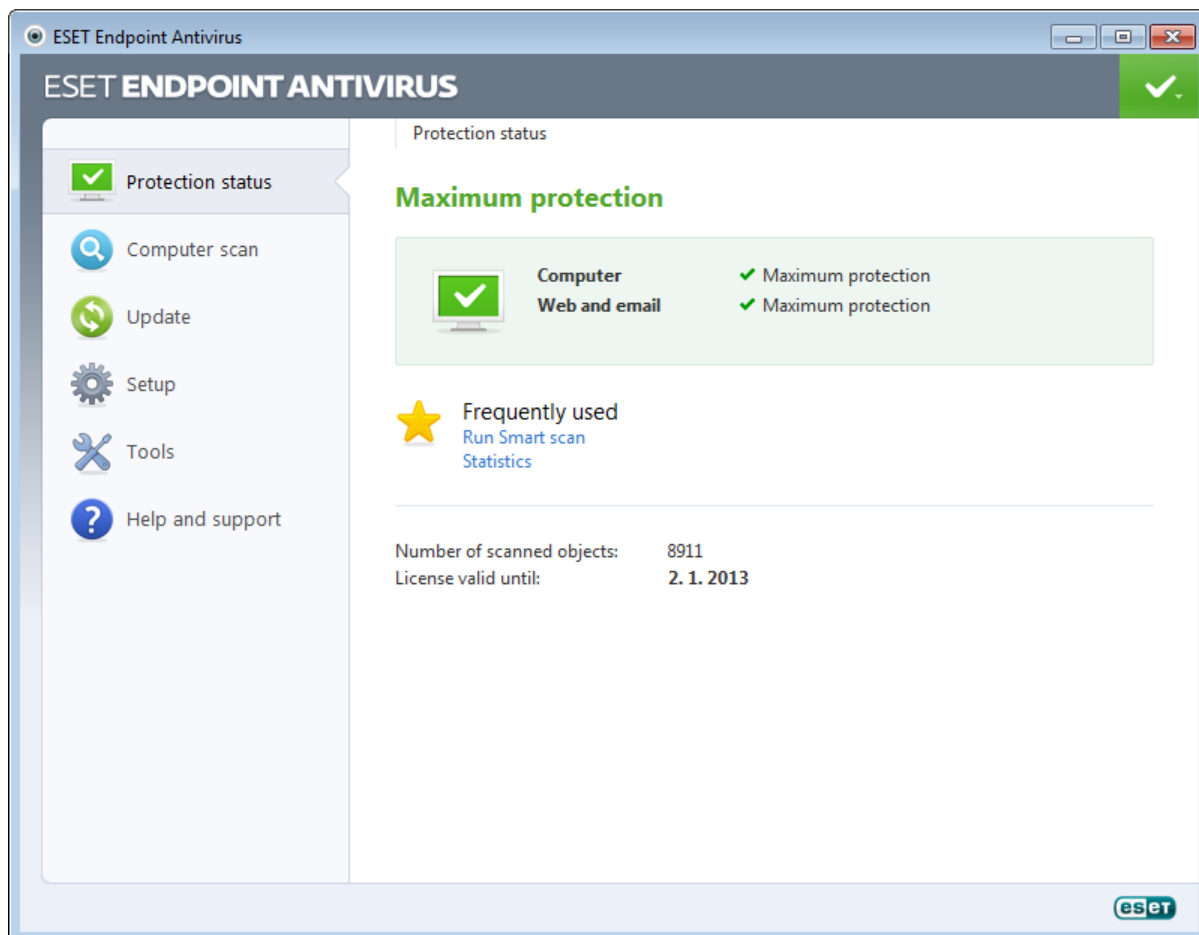 ESET Endpoint Antivirus
ESET ENDPOINT ANTIVIRUS
Protection status
Computer scan
Update
Setup
Tools
Help and support
Protection status
Maximum protection
Computer ✔ Maximum protection
Web and email ✔ Maximum protection
Frequently used
Run Smart scan
Statistics
Number of scanned objects: 8911
License valid until: 2. 1. 2013
eset